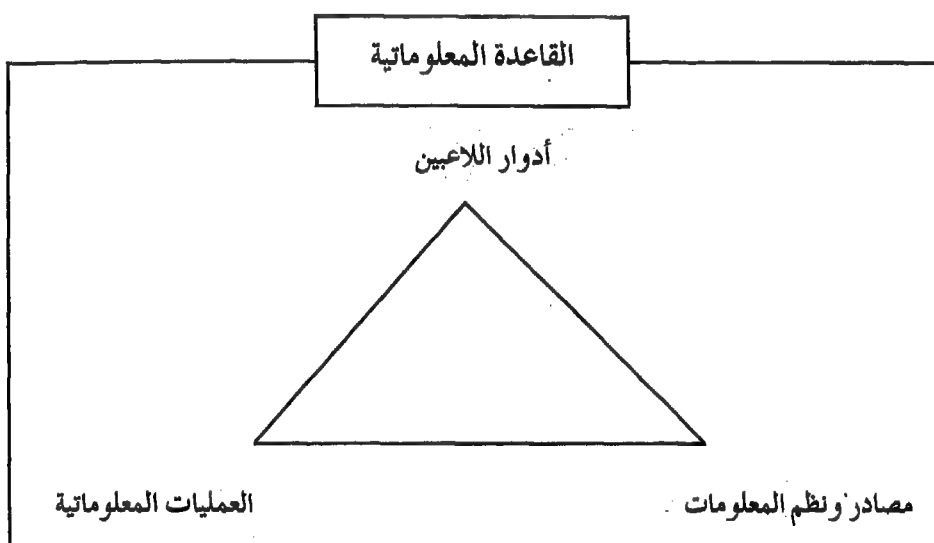 القاعدة المعلوماتية
أدوار اللاعبين
مصادر ونظم المعلومات
العمليات المعلوماتية